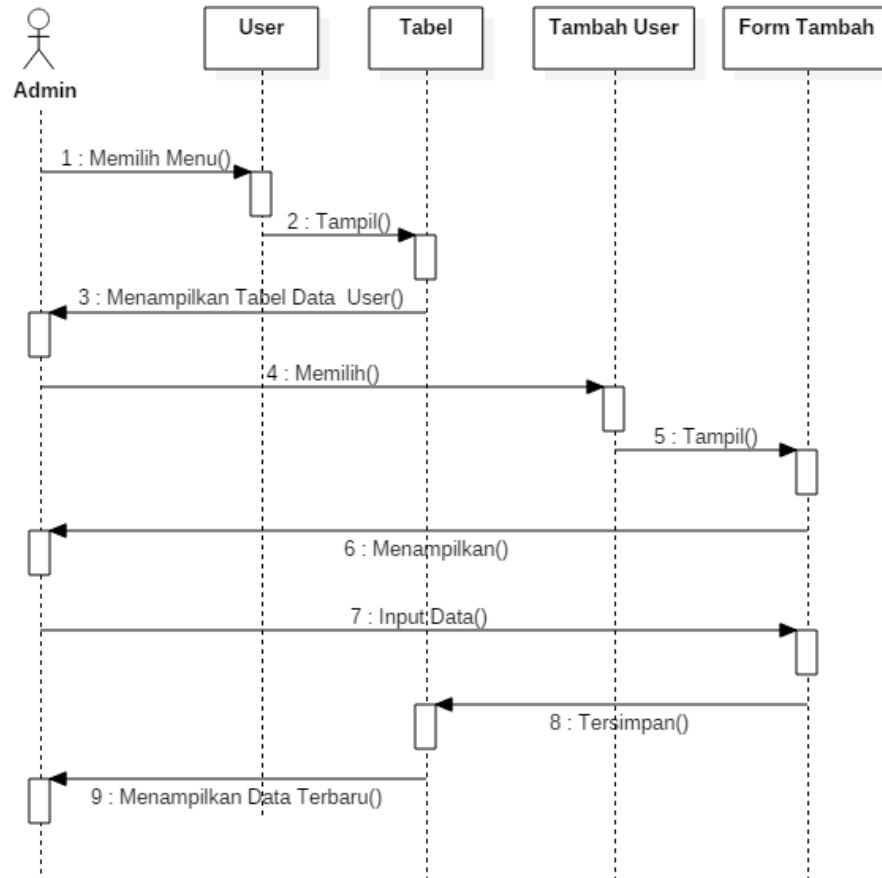 User
Tabel
Tambah User
Form Tambah
Admin
1 : Memilih Menu()
2 : Tampil()
3 : Menampilkan Tabel Data  User()
4 : Memilih()
5 : Tampil()
6 : Menampilkan()
7 : Input Data()
8 : Tersimpan()
9 : Menampilkan Data Terbaru()